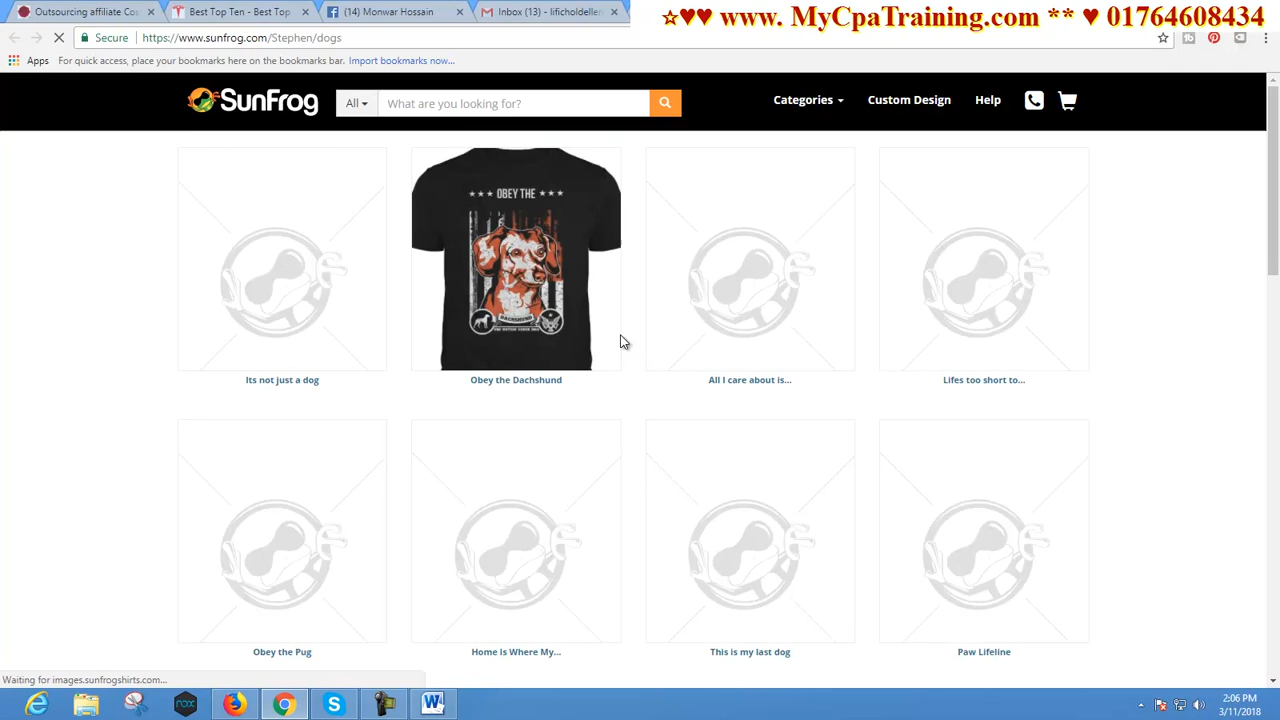 Outsourcing affiliate Co
Best Top Ten - Best Top
(14) Monwar Hossain
Inbox (13) - lificholder
☆♥♥ www. MyCpaTraining.com ** ♥ 01764608434
Secure
https://www.sunfrog.com/Stephen/dogs
Apps
For quick access, place your bookmarks here on the bookmarks bar. Import bookmarks now...
SunFrog
All
What are you looking for?
Categories
Custom Design
Help
★ ★ ★ OBEY THE ★ ★ ★
DACHSHUND
Its not just a dog
Obey the Dachshund
All I care about is...
Lifes too short to...
Obey the Pug
Home is Where My...
This is my last dog
Paw Lifeline
Waiting for images.sunfrogshirts.com...
nox
2:06 PM
3/11/2018